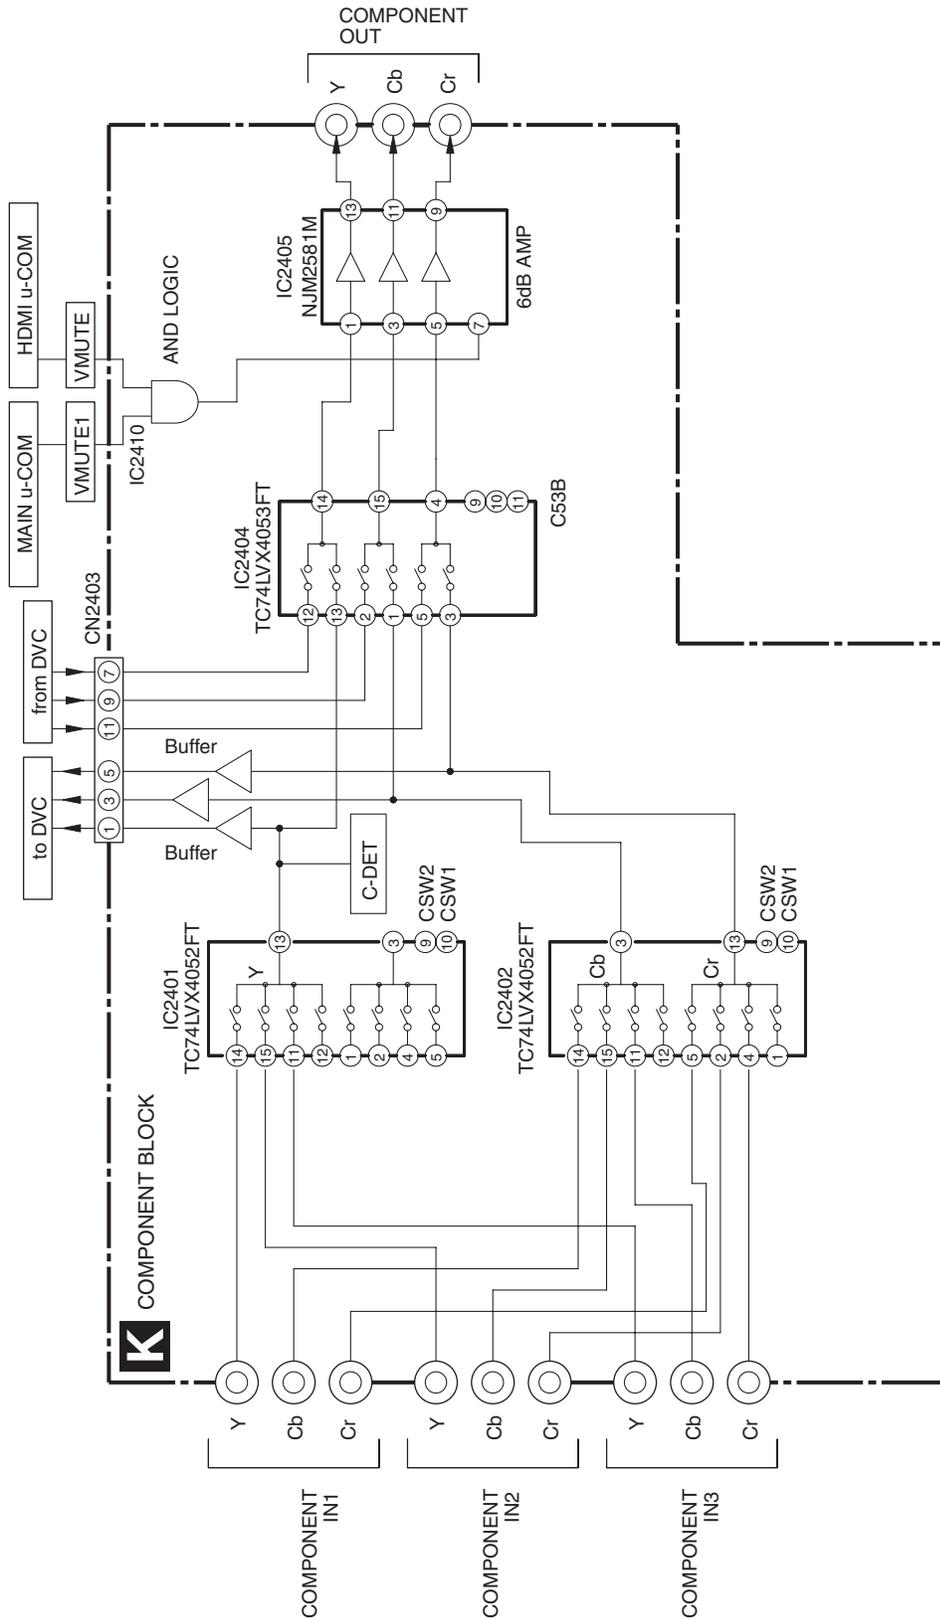 COMPONENT
OUT
Y
Cb
Cr
HDMI u-COM
VMUTE
MAIN u-COM
VMUTE1
AND LOGIC
IC2410
IC2405
NJM2581M
13
11
9
1
3
5
7
6dB AMP
CN2403
from DVC
7
9
11
to DVC
5
3
1
Buffer
Buffer
IC2404
TC74LVX4053FT
14
15
4
9
10
11
12
13
2
1
5
3
C53B
C-DET
IC2401
TC74LVX4052FT
13
3
9
10
CSW2
CSW1
Y
14
15
11
12
1
2
4
5
IC2402
TC74LVX4052FT
3
13
9
10
CSW2
CSW1
Cb
Cr
14
15
11
12
5
2
4
1
K
COMPONENT BLOCK
Y
Cb
Cr
Y
Cb
Cr
Y
Cb
Cr
COMPONENT
IN1
COMPONENT
IN2
COMPONENT
IN3